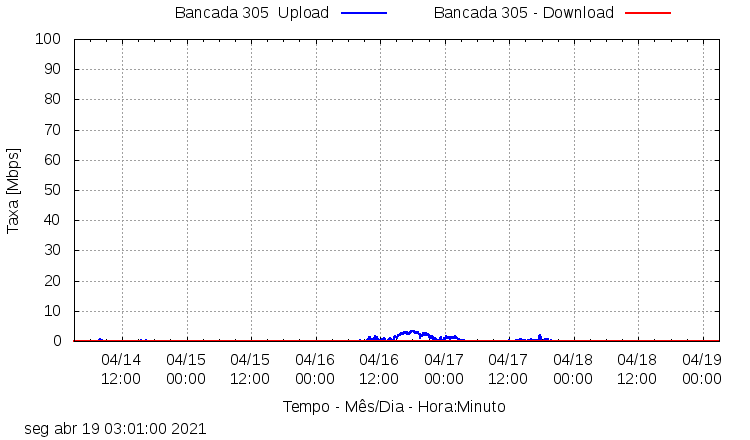 Bancada 305  Upload
Bancada 305 - Download
Taxa [Mbps]
100
90
80
70
60
50
40
30
20
10
0
04/14 04/15 04/15 04/16 04/16 04/17 04/17 04/18 04/18 04/19
12:00 00:00 12:00 00:00 12:00 00:00 12:00 00:00 12:00 00:00
Tempo - Mês/Dia - Hora:Minuto
seg abr 19 03:01:00 2021